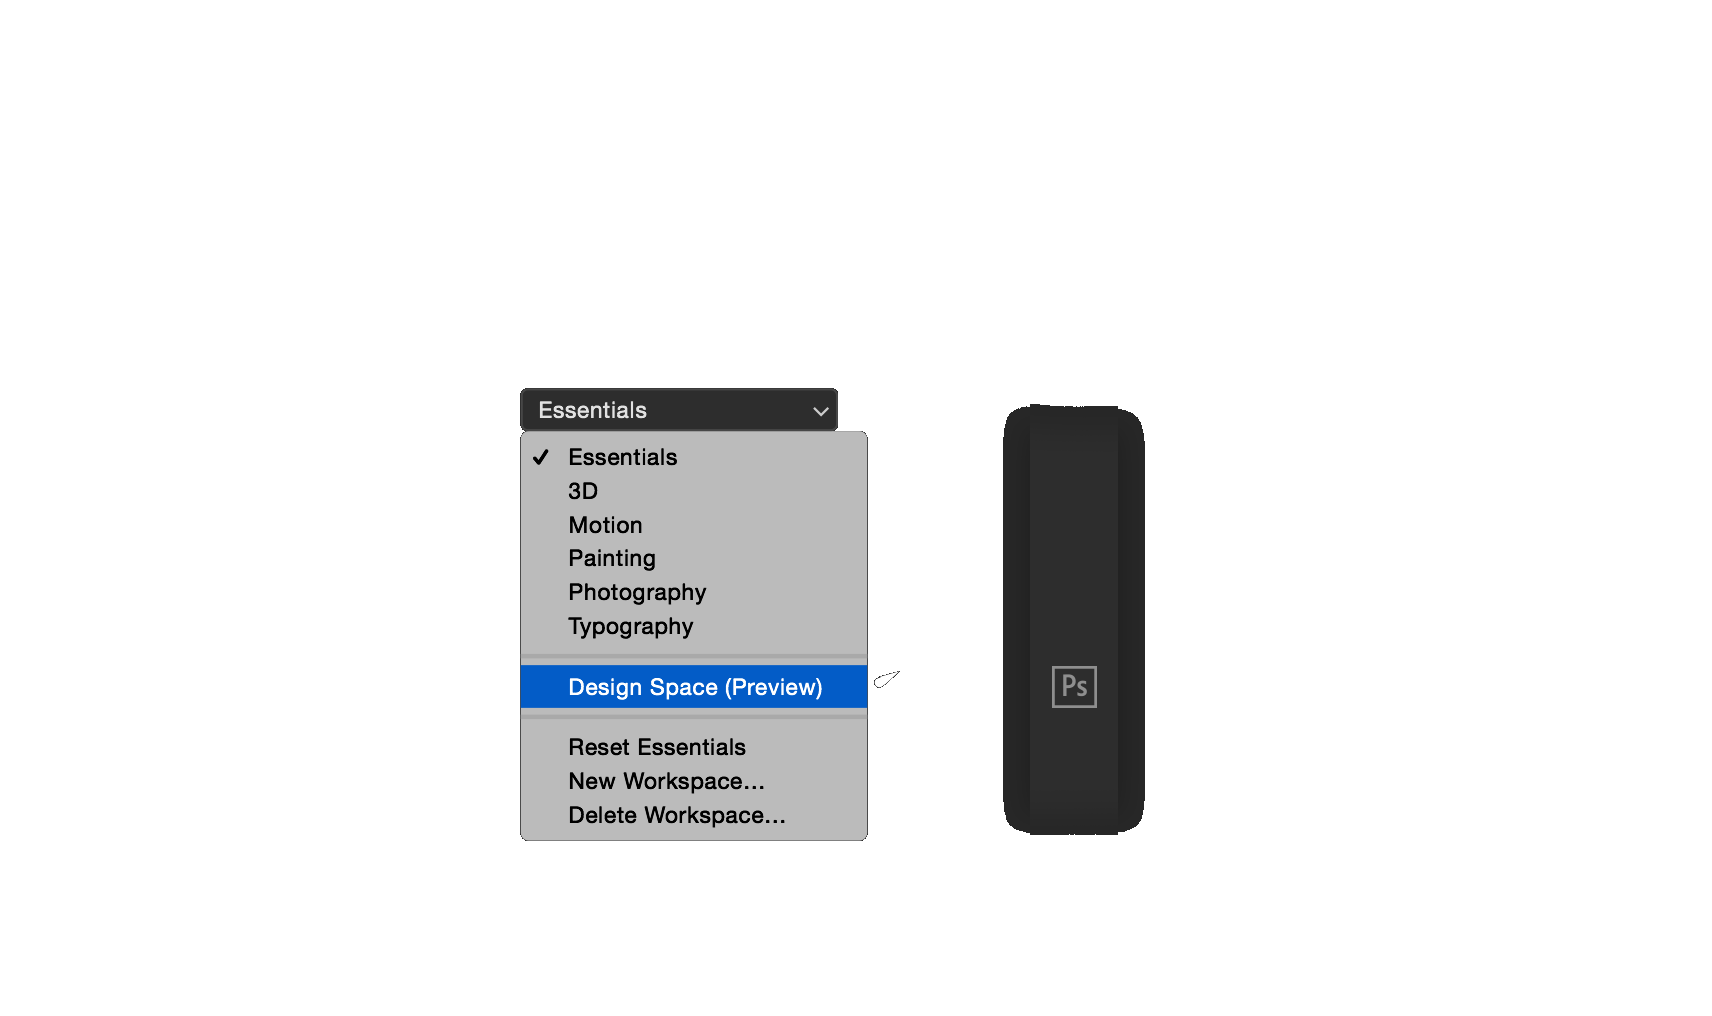 Essentials
Essentials
3D
Motion
Painting
Photography
Typography
Design Space (Preview)
Reset Essentials
New Workspace...
Delete Workspace...
Ps